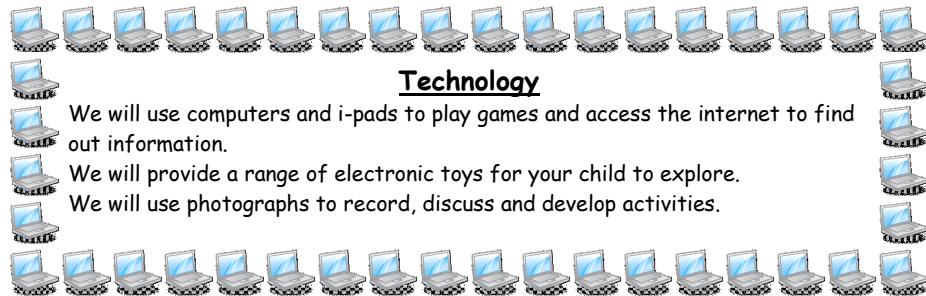 Technology
We will use computers and i-pads to play games and access the internet to find
out information.
We will provide a range of electronic toys for your child to explore.
We will use photographs to record, discuss and develop activities.